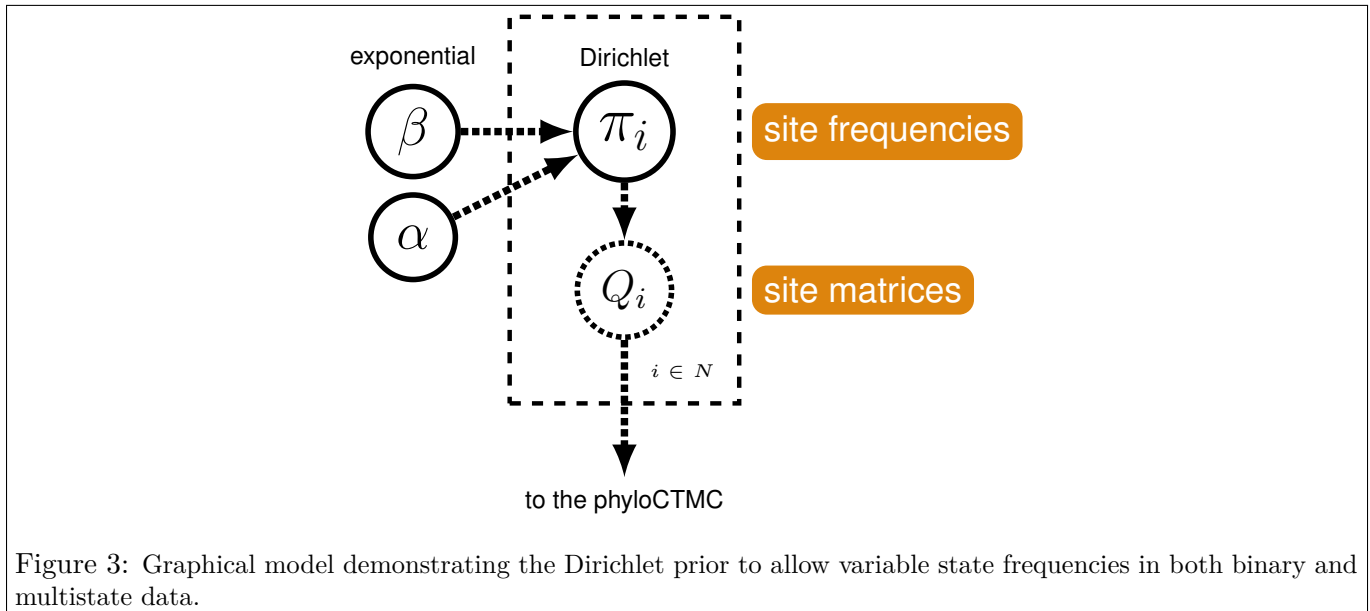 exponential
Dirichlet
β
π_i
site frequencies
α
Q_i
site matrices
i ∈ N
to the phyloCTMC
Figure 3: Graphical model demonstrating the Dirichlet prior to allow variable state frequencies in both binary and
multistate data.